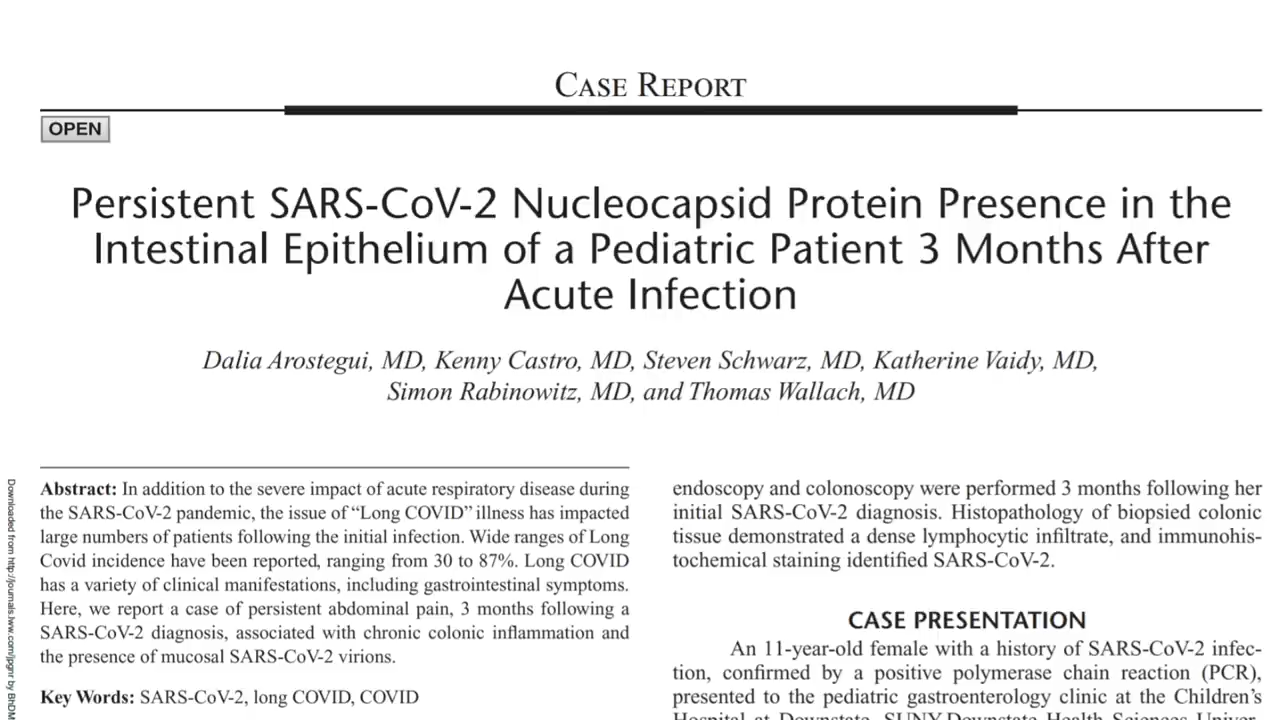 CASE REPORT
OPEN
Persistent SARS-CoV-2 Nucleocapsid Protein Presence in the
Intestinal Epithelium of a Pediatric Patient 3 Months After
Acute Infection
Dalia Arostegui, MD, Kenny Castro, MD, Steven Schwarz, MD, Katherine Vaidy, MD,
Simon Rabinowitz, MD, and Thomas Wallach, MD
Abstract: In addition to the severe impact of acute respiratory disease during
the SARS-CoV-2 pandemic, the issue of “Long COVID” illness has impacted
large numbers of patients following the initial infection. Wide ranges of Long
Covid incidence have been reported, ranging from 30 to 87%. Long COVID
has a variety of clinical manifestations, including gastrointestinal symptoms.
Here, we report a case of persistent abdominal pain, 3 months following a
SARS-CoV-2 diagnosis, associated with chronic colonic inflammation and
the presence of mucosal SARS-CoV-2 virions.
Key Words: SARS-CoV-2, long COVID, COVID
endoscopy and colonoscopy were performed 3 months following her
initial SARS-CoV-2 diagnosis. Histopathology of biopsied colonic
tissue demonstrated a dense lymphocytic infiltrate, and immunohis-
tochemical staining identified SARS-CoV-2.
CASE PRESENTATION
An 11-year-old female with a history of SARS-CoV-2 infec-
tion, confirmed by a positive polymerase chain reaction (PCR),
presented to the pediatric gastroenterology clinic at the Children’s
Hospital at Downstate, SUNY Downstate Health Sciences Univer-
Downloaded from http://journals.lww.com/jpgnr by BhDM